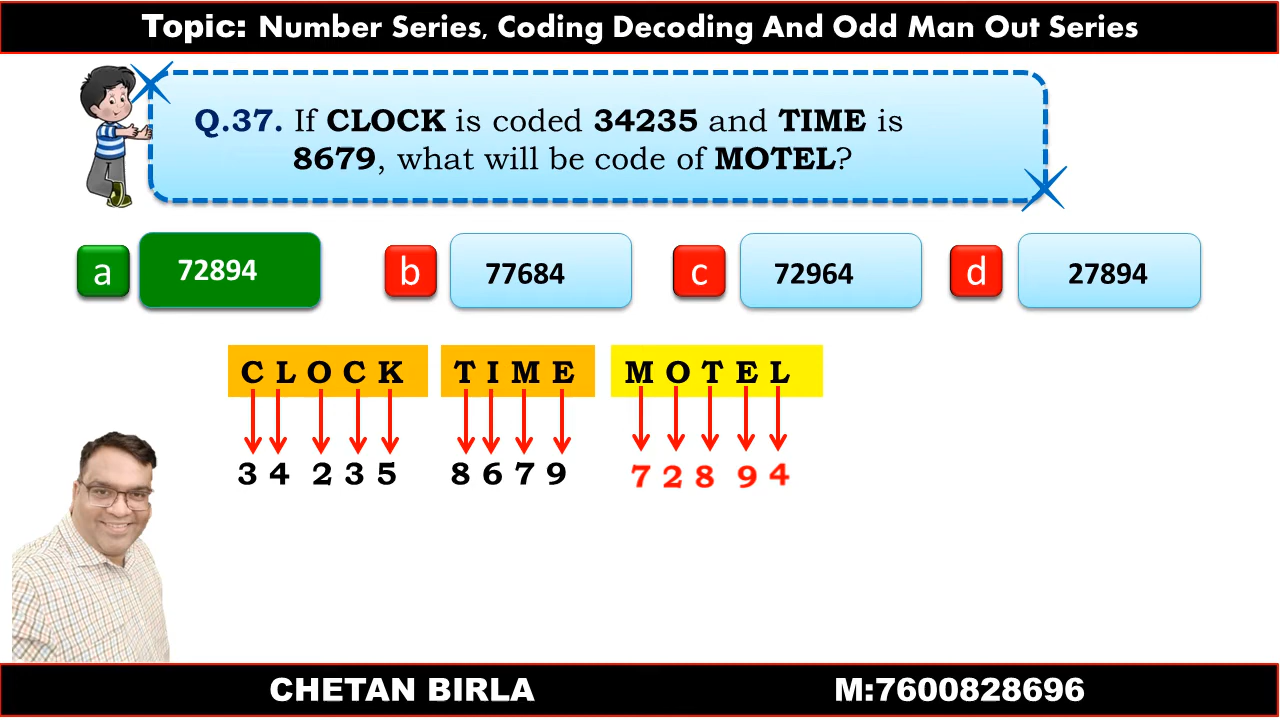 Topic: Number Series, Coding Decoding And Odd Man Out Series
Q.37. If CLOCK is coded 34235 and TIME is
8679, what will be code of MOTEL?
a 72894 b 77684 c 72964 d 27894
C L O C K T I M E M O T E L
3 4 2 3 5 8 6 7 9 7 2 8 9 4
CHETAN BIRLA M:7600828696